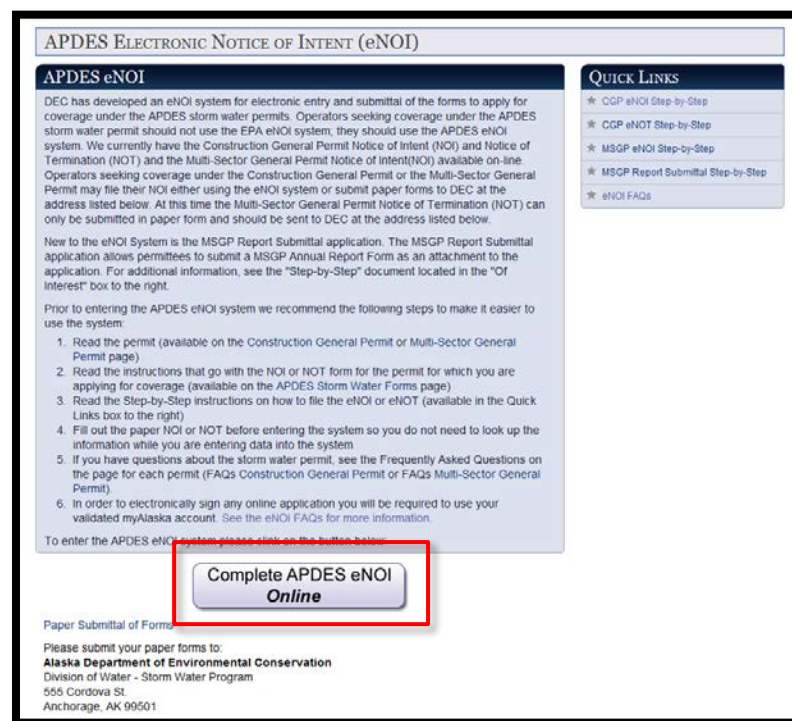 APDES ELECTRONIC NOTICE OF INTENT (eNOI)
APDES eNOI
DEC has developed an eNOI system for electronic entry and submittal of the forms to apply for
coverage under the APDES storm water permits. Operators seeking coverage under the APDES
storm water permit should not use the EPA eNOI system; they should use the APDES eNOI
system. We currently have the Construction General Permit Notice of Intent (NOI) and Notice of
Termination (NOT) and the Multi-Sector General Permit Notice of Intent(NOI) available on-line.
Operators seeking coverage under the Construction General Permit or the Multi-Sector General
Permit may file their NOI either using the eNOI system or submit paper forms to DEC at the
address listed below. At this time the Multi-Sector General Permit Notice of Termination (NOT) can
only be submitted in paper form and should be sent to DEC at the address listed below.
New to the eNOI System is the MSGP Report Submittal application. The MSGP Report Submittal
application allows permittees to submit a MSGP Annual Report Form as an attachment to the
application. For additional information, see the "Step-by-Step" document located in the "Of
Interest" box to the right.
Prior to entering the APDES eNOI system we recommend the following steps to make it easier to
use the system:
1. Read the permit (available on the Construction General Permit or Multi-Sector General
Permit page)
2. Read the instructions that go with the NOI or NOT form for the permit for which you are
applying for coverage (available on the APDES Storm Water Forms page)
3. Read the Step-by-Step instructions on how to file the eNOI or eNOT (available in the Quick
Links box to the right)
4. Fill out the paper NOI or NOT before entering the system so you do not need to look up the
information while you are entering data into the system
5. If you have questions about the storm water permit, see the Frequently Asked Questions on
the page for each permit (FAQs Construction General Permit or FAQs Multi-Sector General
Permit).
6. In order to electronically sign any online application you will be required to use your
validated myAlaska account. See the eNOI FAQs for more information.
To enter the APDES eNOI system please click on the button below:
Complete APDES eNOI
Online
Paper Submittal of Forms
Please submit your paper forms to:
Alaska Department of Environmental Conservation
Division of Water - Storm Water Program
555 Cordova St.
Anchorage, AK 99501
QUICK LINKS
CGP eNOI Step-by-Step
CGP eNOT Step-by-Step
MSGP eNOI Step-by-Step
MSGP Report Submittal Step-by-Step
eNOI FAQs